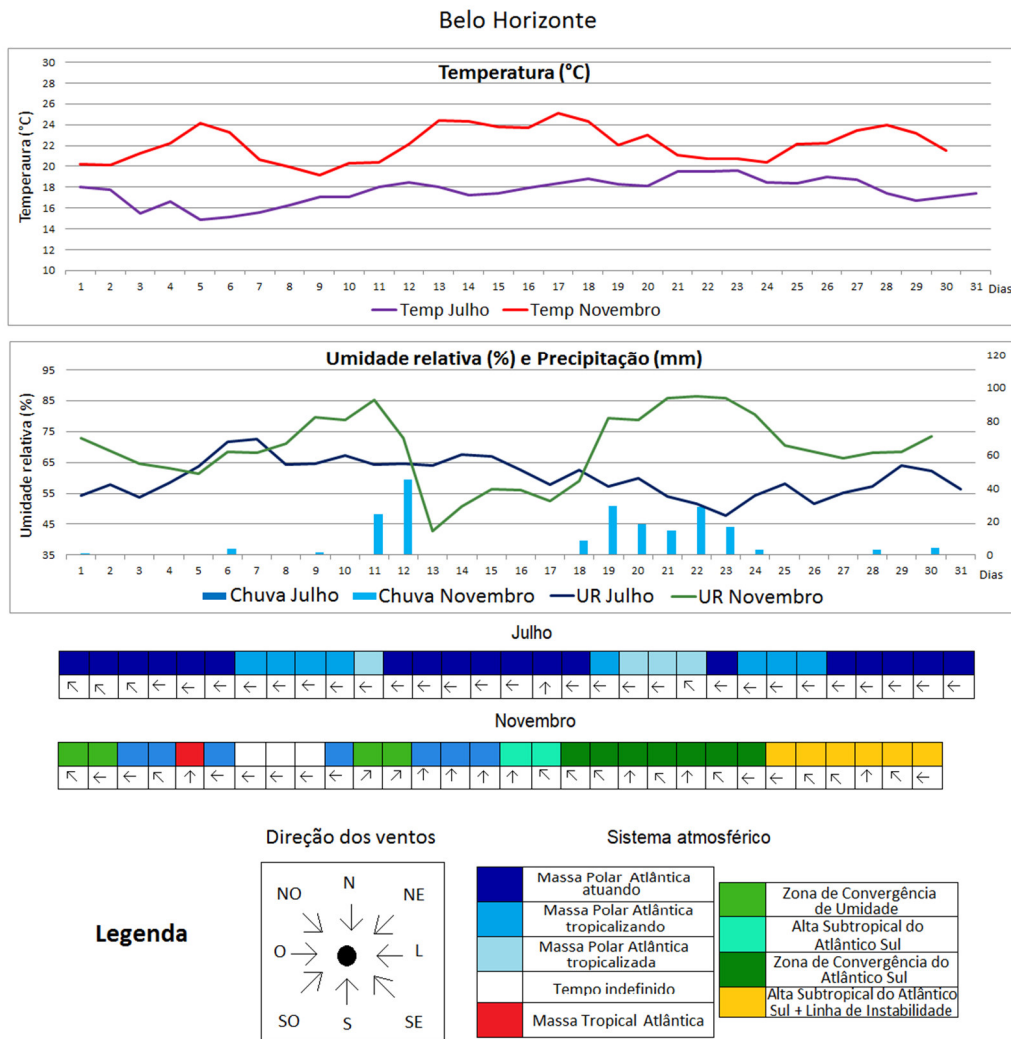 Belo Horizonte
Temperatura (°C)
Temperaura (°C)
30
28
26
24
22
20
18
16
14
12
10
1 2 3 4 5 6 7 8 9 10 11 12 13 14 15 16 17 18 19 20 21 22 23 24 25 26 27 28 29 30 31 Dias
Temp Julho Temp Novembro
Umidade relativa (%) e Precipitação (mm)
Umidade relativa (%)
95
85
75
65
55
45
35
120
100
80
60
40
20
0
1 2 3 4 5 6 7 8 9 10 11 12 13 14 15 16 17 18 19 20 21 22 23 24 25 26 27 28 29 30 31 Dias
Chuva Julho Chuva Novembro UR Julho UR Novembro
Julho
Novembro
Legenda
Direção dos ventos
N
NO NE
O L
SO S SE
Sistema atmosférico
Massa Polar Atlântica
atuando
Massa Polar Atlântica
tropicalizando
Massa Polar Atlântica
tropicalizada
Tempo indefinido
Massa Tropical Atlântica
Zona de Convergência
de Umidade
Alta Subtropical do
Atlântico Sul
Zona de Convergência do
Atlântico Sul
Alta Subtropical do Atlântico
Sul + Linha de Instabilidade